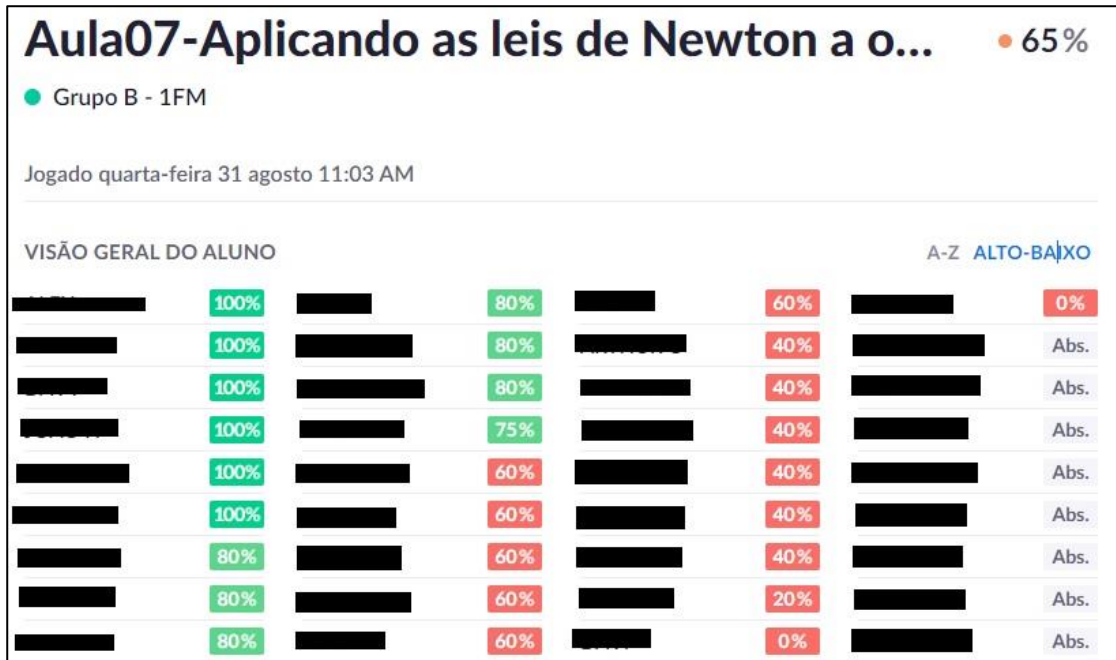 Aula07-Aplicando as leis de Newton a o... 65%
Grupo B - 1FM
Jogado quarta-feira 31 agosto 11:03 AM
VISÃO GERAL DO ALUNO A-Z ALTO-BAIXO
100% 80% 60% 0%
100% 80% 40% Abs.
100% 80% 40% Abs.
100% 75% 40% Abs.
100% 60% 40% Abs.
100% 60% 40% Abs.
80% 60% 40% Abs.
80% 60% 20% Abs.
80% 60% 0% Abs.